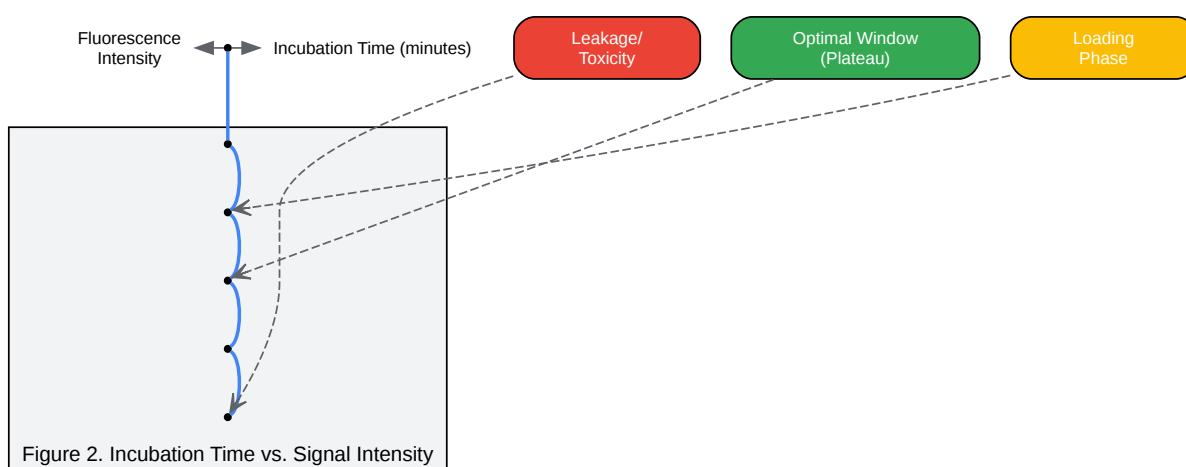 Fluorescence
Intensity
Incubation Time (minutes)
Leakage/
Toxicity
Optimal Window
(Plateau)
Loading
Phase
Figure 2. Incubation Time vs. Signal Intensity